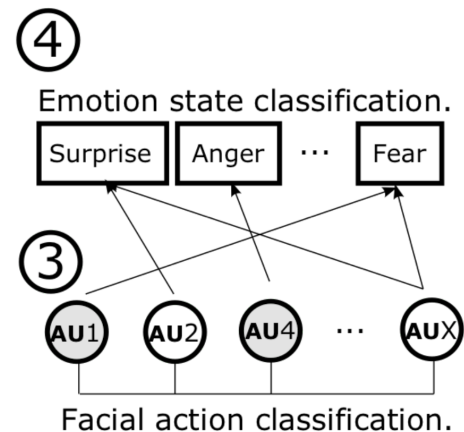 4
Emotion state classification.
Surprise Anger ... Fear
3
AU1 AU2 AU4 ... AUX
Facial action classification.